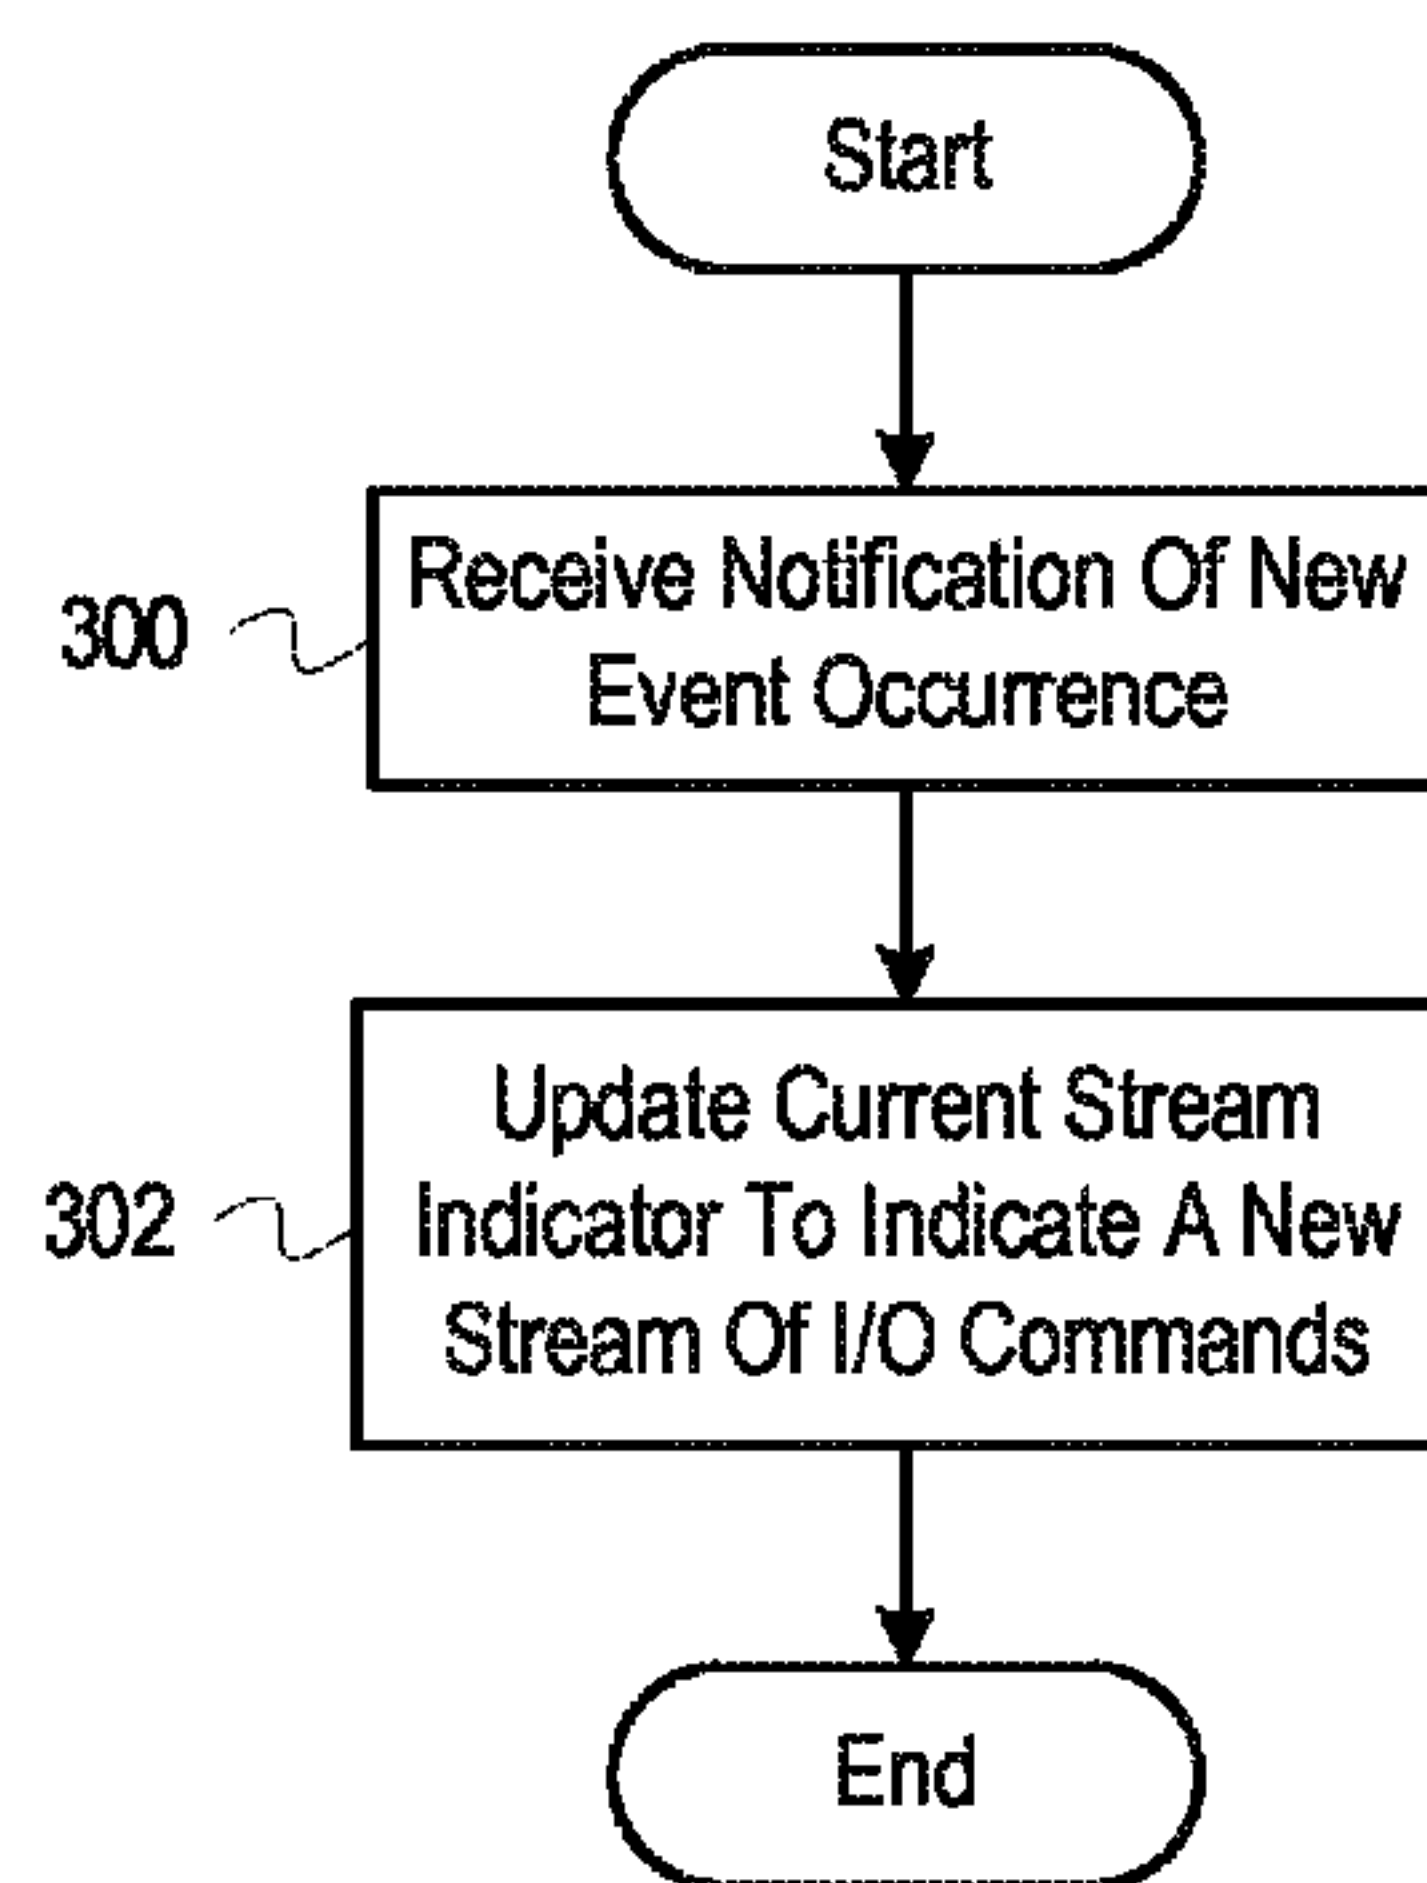 Start
300
Receive Notification Of New
Event Occurrence
302
Update Current Stream
Indicator To Indicate A New
Stream Of I/O Commands
End